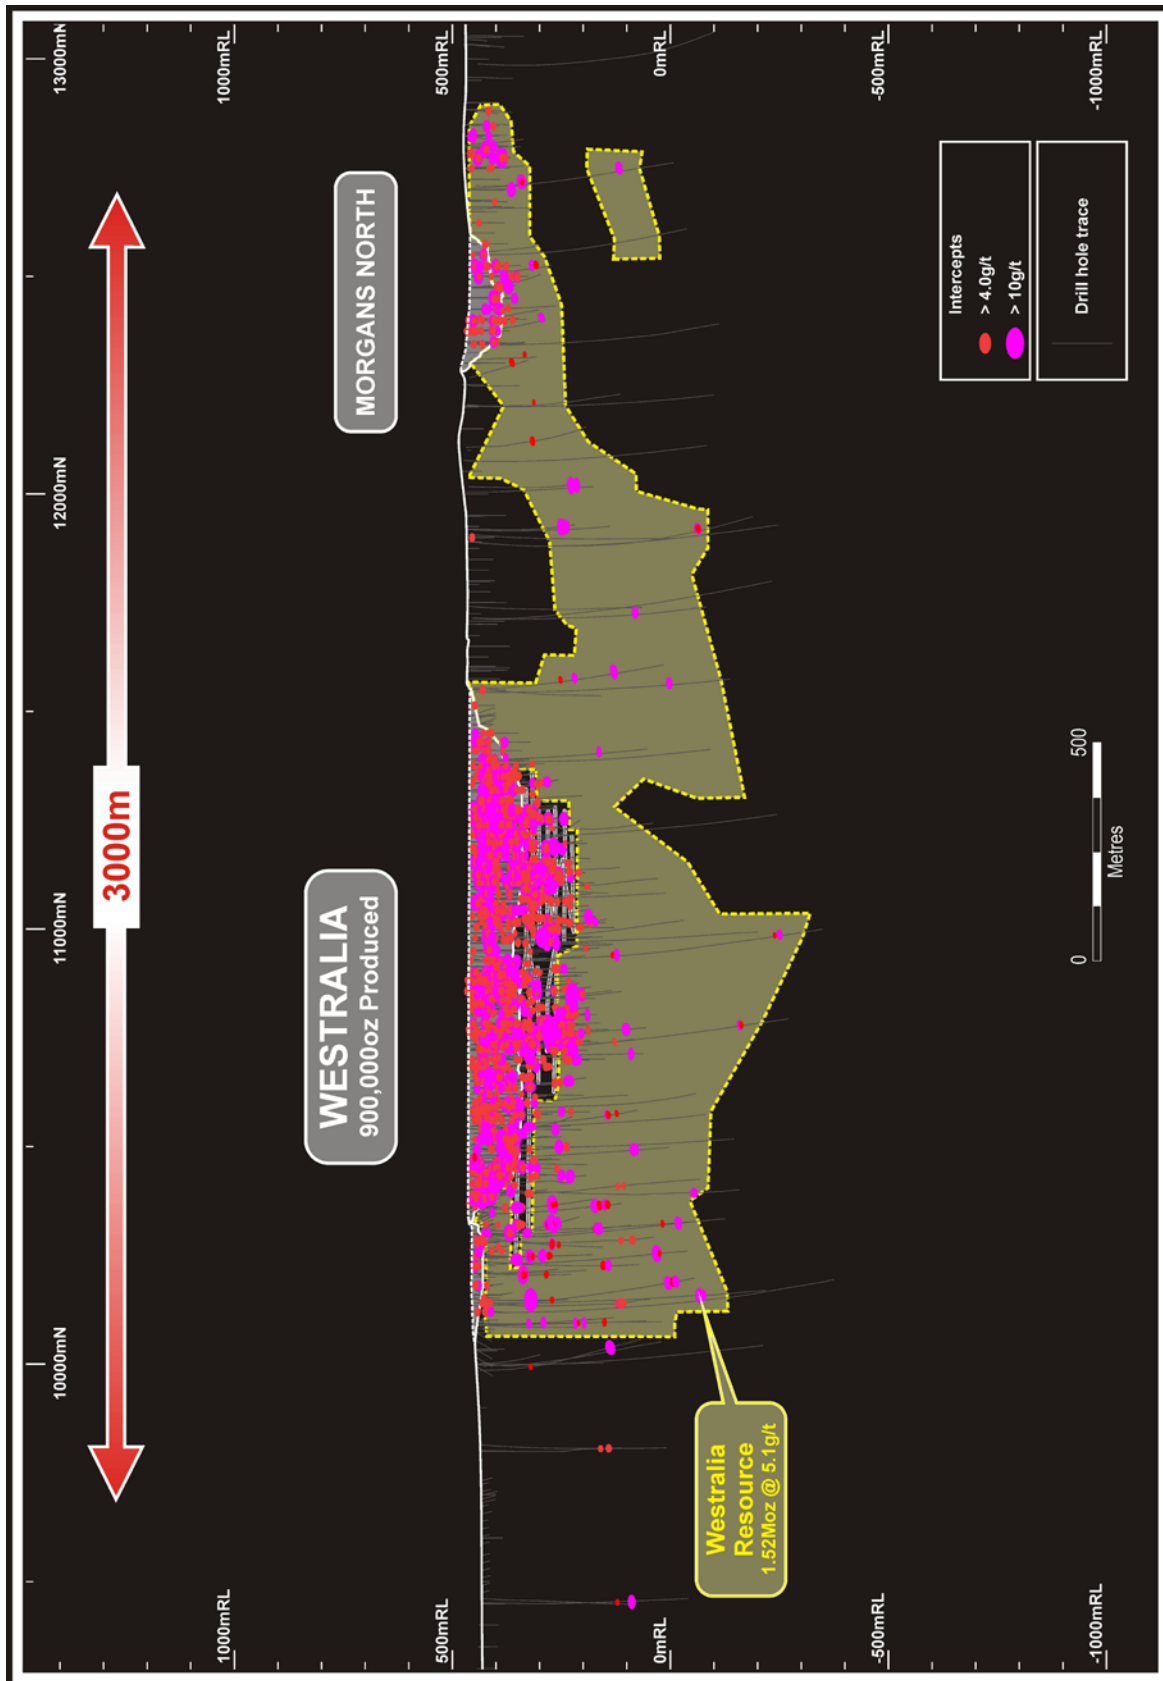 3000m
10000mN
11000mN
12000mN
13000mN
WESTRALIA
900,000oz Produced
MORGANS NORTH
1000mRL
1000mRL
500mRL
500mRL
0mRL
0mRL
-500mRL
-500mRL
-1000mRL
-1000mRL
Westralia
Resource
1.52Moz @ 5.1g/t
0
500
Metres
Intercepts
> 4.0g/t
> 10g/t
Drill hole trace